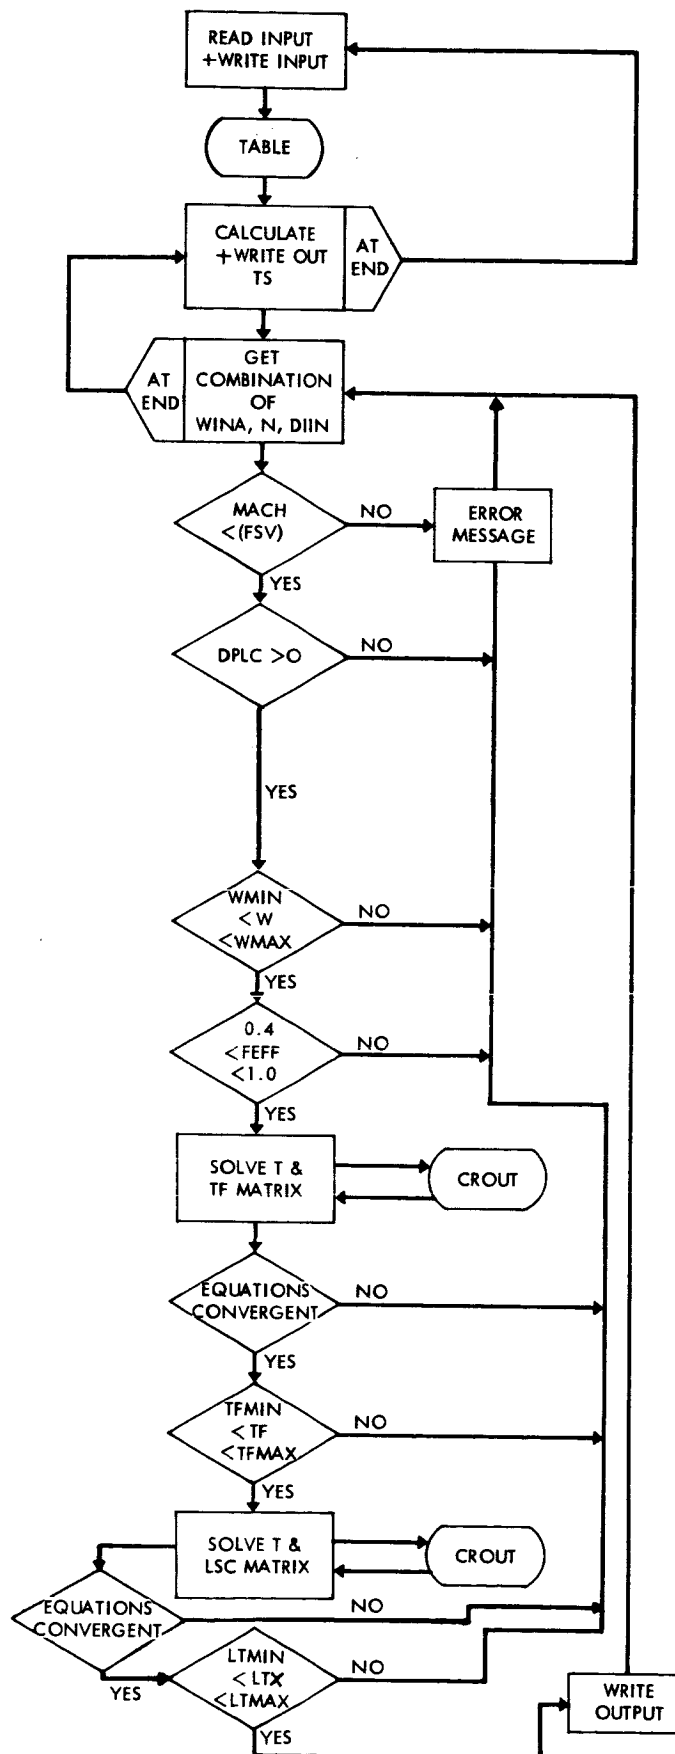 READ INPUT
+WRITE INPUT
TABLE
CALCULATE
+WRITE OUT
TS
AT
END
AT
END
GET
COMBINATION
OF
WINA, N, DIIN
MACH
<(FSV)
NO
ERROR
MESSAGE
YES
DPLC >O
NO
YES
WMIN
<W
<WMAX
NO
YES
0.4
<FEFF
<1.0
NO
YES
SOLVE T &
TF MATRIX
CROUT
EQUATIONS
CONVERGENT
NO
YES
TFMIN
<TF
<TFMAX
NO
YES
SOLVE T &
LSC MATRIX
CROUT
EQUATIONS
CONVERGENT
NO
YES
LTMIN
<LTX
<LTMAX
NO
YES
WRITE
OUTPUT